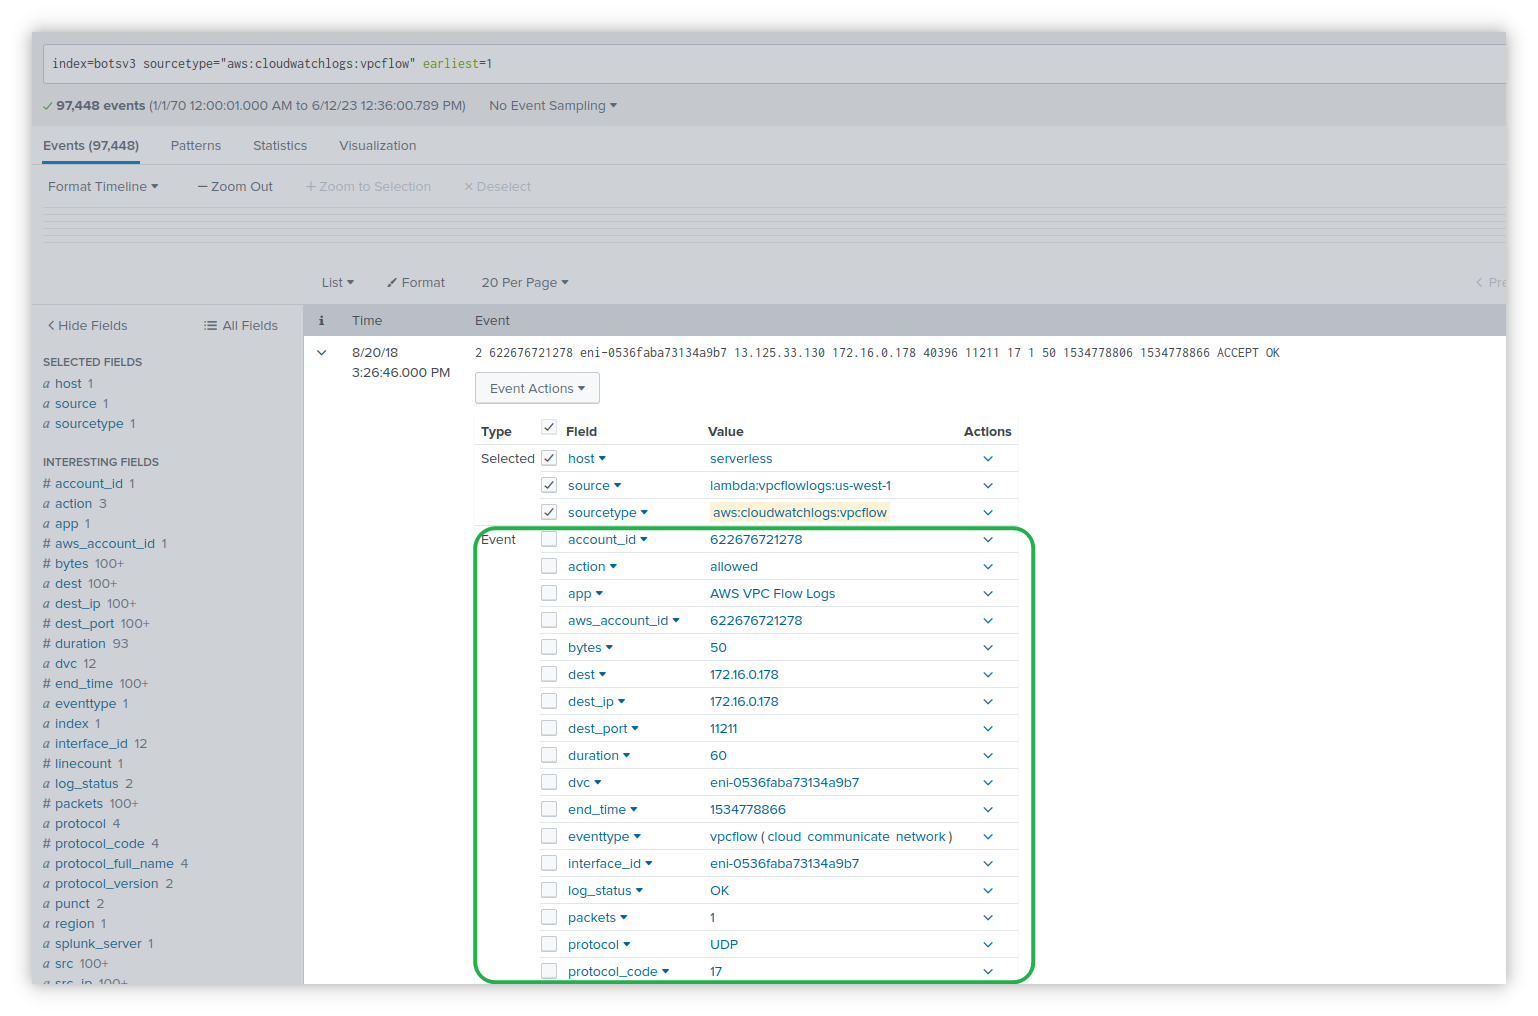 index=botsv3 sourcetype="aws:cloudwatchlogs:vpcflow" earliest=1
97,448 events (1/1/70 12:00:01.000 AM to 6/12/23 12:36:00.789 PM) No Event Sampling
Events (97,448) Patterns Statistics Visualization
Format Timeline Zoom Out Zoom to Selection Deselect
List Format 20 Per Page Pre
Hide Fields All Fields
i Time Event
SELECTED FIELDS
a host 1
a source 1
a sourcetype 1
INTERESTING FIELDS
# account_id 1
a action 3
a app 1
# aws_account_id 1
# bytes 100+
a dest 100+
a dest_ip 100+
# dest_port 100+
# duration 93
a dvc 12
# end_time 100+
a eventtype 1
a index 1
a interface_id 12
# linecount 1
a log_status 2
# packets 100+
a protocol 4
# protocol_code 4
a protocol_full_name 4
a protocol_version 2
a punct 2
a region 1
a splunk_server 1
a src 100+
a src_ip 100+
8/20/18
3:26:46.000 PM
2 622676721278 eni-0536faba73134a9b7 13.125.33.130 172.16.0.178 40396 11211 17 1 50 1534778806 1534778866 ACCEPT OK
Event Actions
Type Field Value Actions
Selected host serverless
source lambda:vpcflowlogs:us-west-1
sourcetype aws:cloudwatchlogs:vpcflow
Event account_id 622676721278
action allowed
app AWS VPC Flow Logs
aws_account_id 622676721278
bytes 50
dest 172.16.0.178
dest_ip 172.16.0.178
dest_port 11211
duration 60
dvc eni-0536faba73134a9b7
end_time 1534778866
eventtype vpcflow ( cloud communicate network )
interface_id eni-0536faba73134a9b7
log_status OK
packets 1
protocol UDP
protocol_code 17